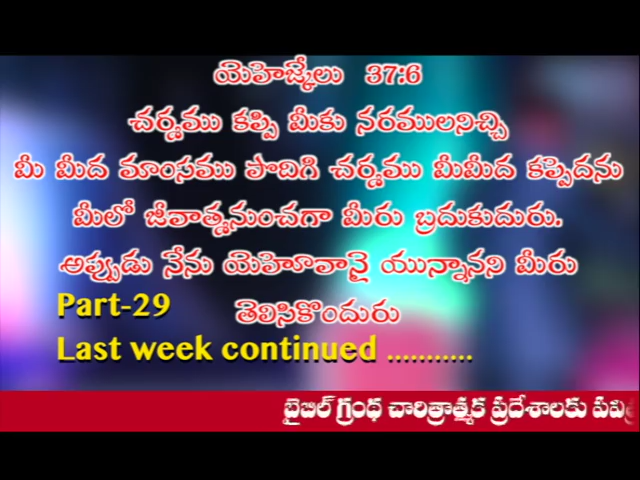 యెహెజ్కేలు 37:6
చర్మము కప్పి మీకు నరములనిచ్చి
మీ మీద మాంసము పొదిగి చర్మము మీమీద కప్పెదను
మీలో జీవాత్మనుంచగా మీరు బ్రదుకుదురు.
అప్పుడు నేను యెహోవానై యున్నానని మీరు
తెలిసికొందురు
Part-29
Last week continued ...........
బైబిల్ గ్రంథ చారిత్రాత్మక ప్రదేశాలకు